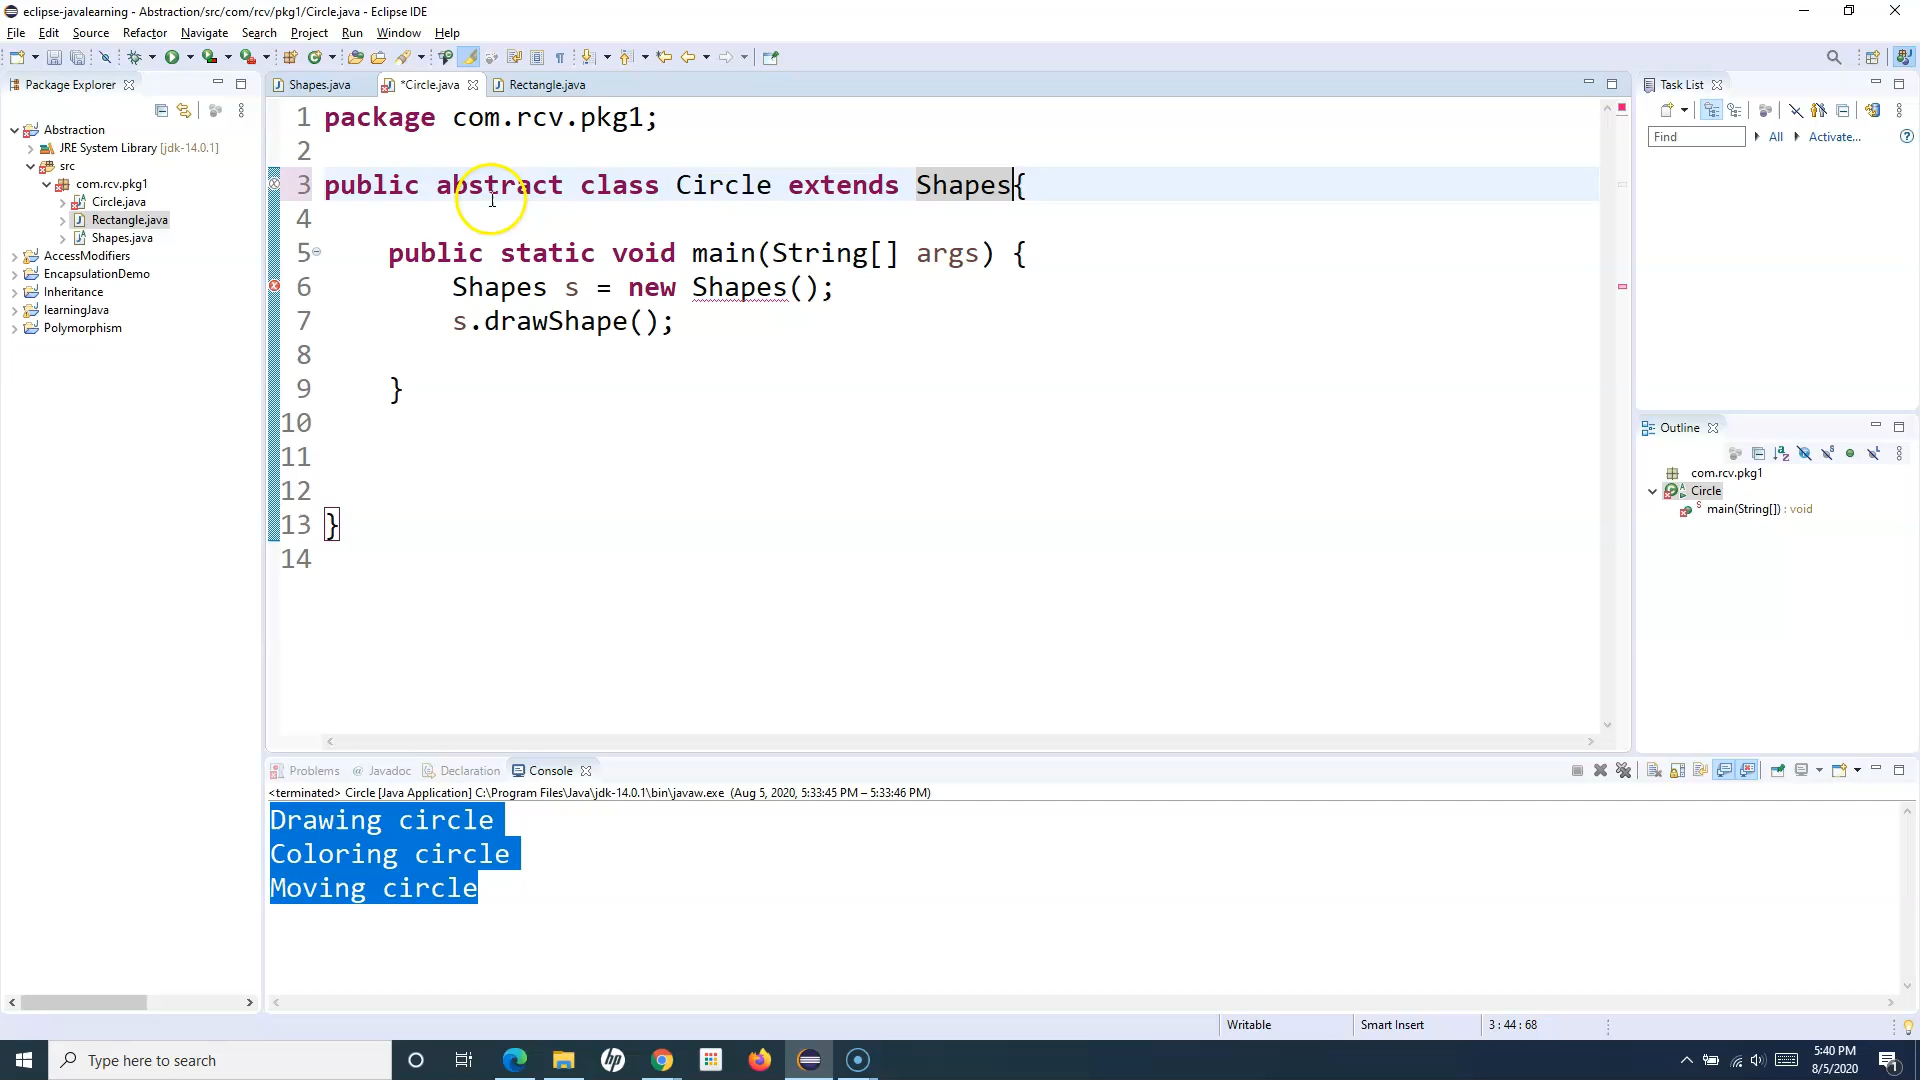 eclipse-javalearning - Abstraction/src/com/rcv/pkg1/Circle.java - Eclipse IDE
File Edit Source Refactor Navigate Search Project Run Window Help
Package Explorer
Abstraction
JRE System Library [jdk-14.0.1]
src
com.rcv.pkg1
Circle.java
Rectangle.java
Shapes.java
AccessModifiers
EncapsulationDemo
Inheritance
learningJava
Polymorphism
Shapes.java *Circle.java Rectangle.java
1 package com.rcv.pkg1;
2
3 public abstract class Circle extends Shapes{
4
5 public static void main(String[] args) {
6 Shapes s = new Shapes();
7 s.drawShape();
8
9 }
10
11
12
13 }
14
Task List
Find All Activate...
Outline
com.rcv.pkg1
Circle
main(String[]) : void
Problems @ Javadoc Declaration Console
<terminated> Circle [Java Application] C:\Program Files\Java\jdk-14.0.1\bin\javaw.exe (Aug 5, 2020, 5:33:45 PM – 5:33:46 PM)
Drawing circle
Coloring circle
Moving circle
Writable Smart Insert 3 : 44 : 68
Type here to search
hp
5:40 PM
8/5/2020
1